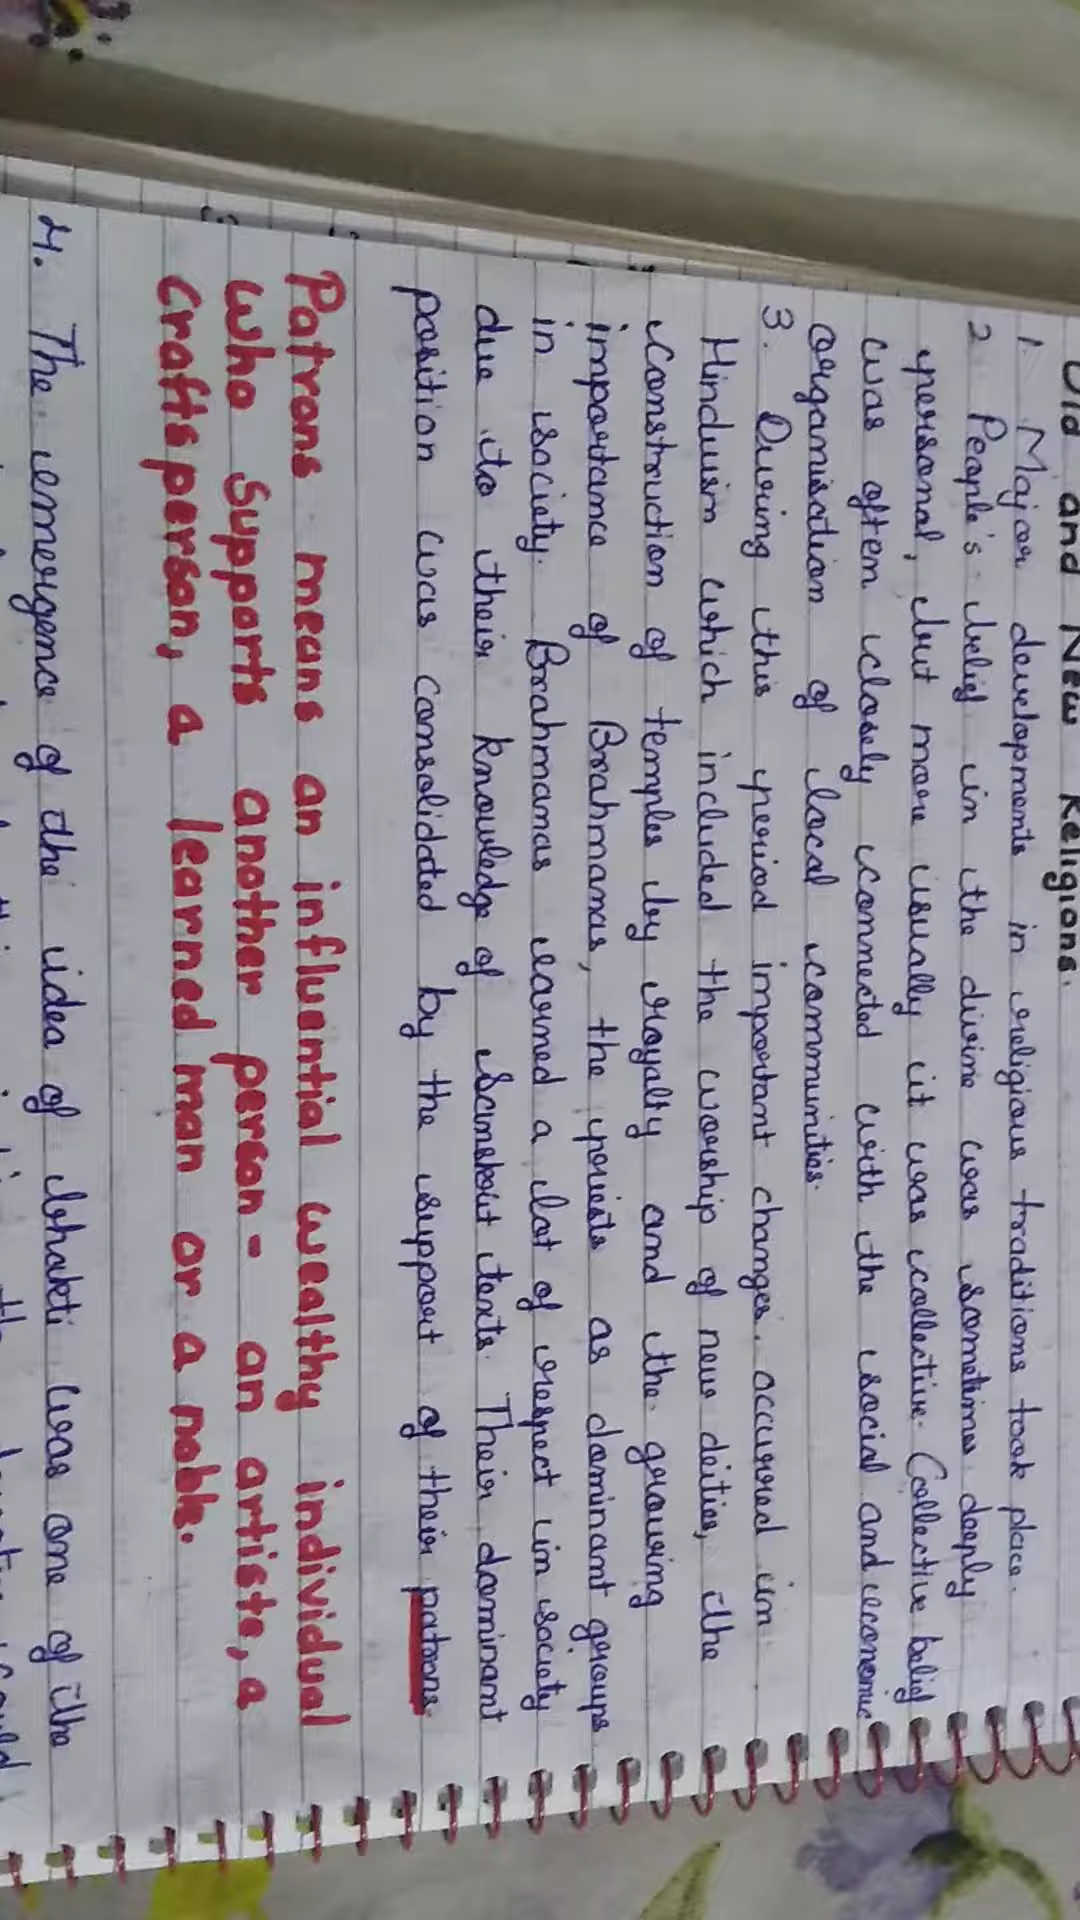 Old and New Religions.
1. Major developments in religious traditions took place.
2. People's belief in the divine was sometimes deeply
personal, but more usually it was collective. Collective belief
was often closely connected with the social and economic
organisation of local communities.
3. During this period important changes occured in
Hinduism which included the worship of new deities, the
construction of temples by royalty and the growing
importance of Brahmanas, the priests as dominant groups
in society. Brahmanas earned a lot of respect in society
due to their knowledge of Sanskrit texts. Their dominant
position was consolidated by the support of their patrons.
Patrons means an influential wealthy individual
who supports another person - an artiste, a
craftsperson, a learned man or a noble.
4. The emergence of the idea of bhakti was one of the